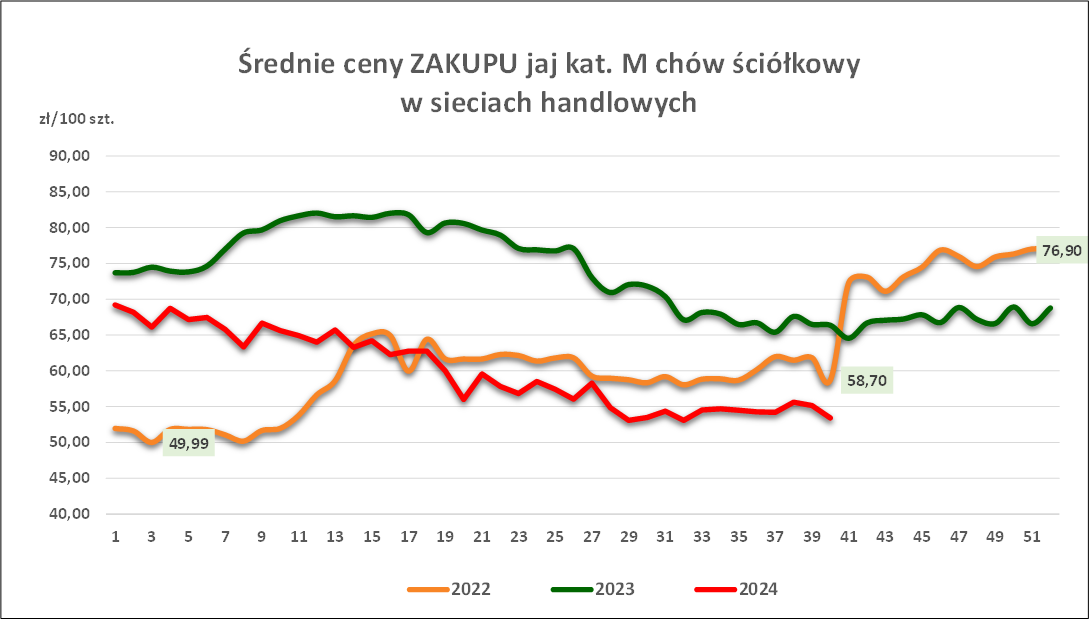 Średnie ceny ZAKUPU jaj kat. M chów ściółkowy
w sieciach handlowych
zł/100 szt.
90,00
85,00
80,00
75,00
70,00
65,00
60,00
55,00
50,00
45,00
40,00
76,90
58,70
49,99
1 3 5 7 9 11 13 15 17 19 21 23 25 27 29 31 33 35 37 39 41 43 45 47 49 51
2022 2023 2024